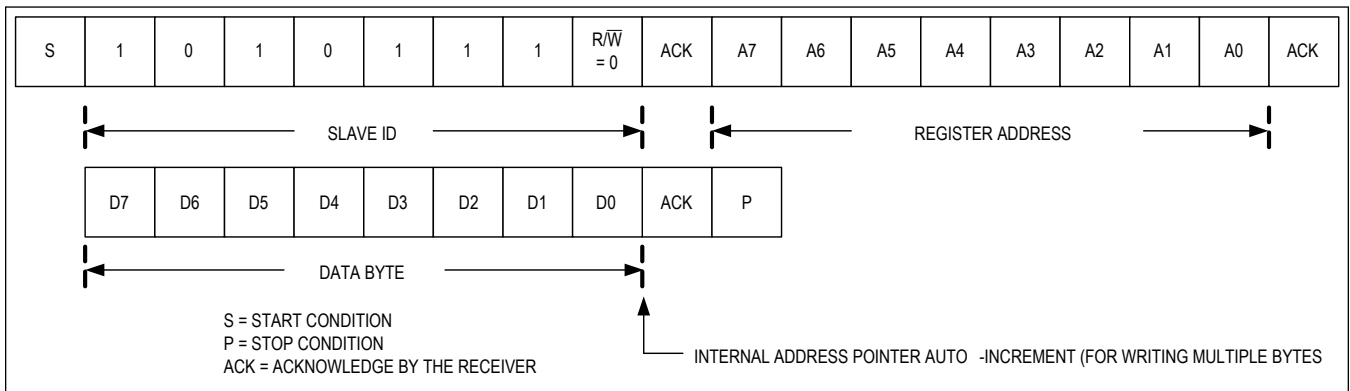 S 1 0 1 0 1 1 1 R/W̅ = 0 ACK A7 A6 A5 A4 A3 A2 A1 A0 ACK
SLAVE ID REGISTER ADDRESS
D7 D6 D5 D4 D3 D2 D1 D0 ACK P
DATA BYTE
S = START CONDITION
P = STOP CONDITION
ACK = ACKNOWLEDGE BY THE RECEIVER
INTERNAL ADDRESS POINTER AUTO -INCREMENT (FOR WRITING MULTIPLE BYTES